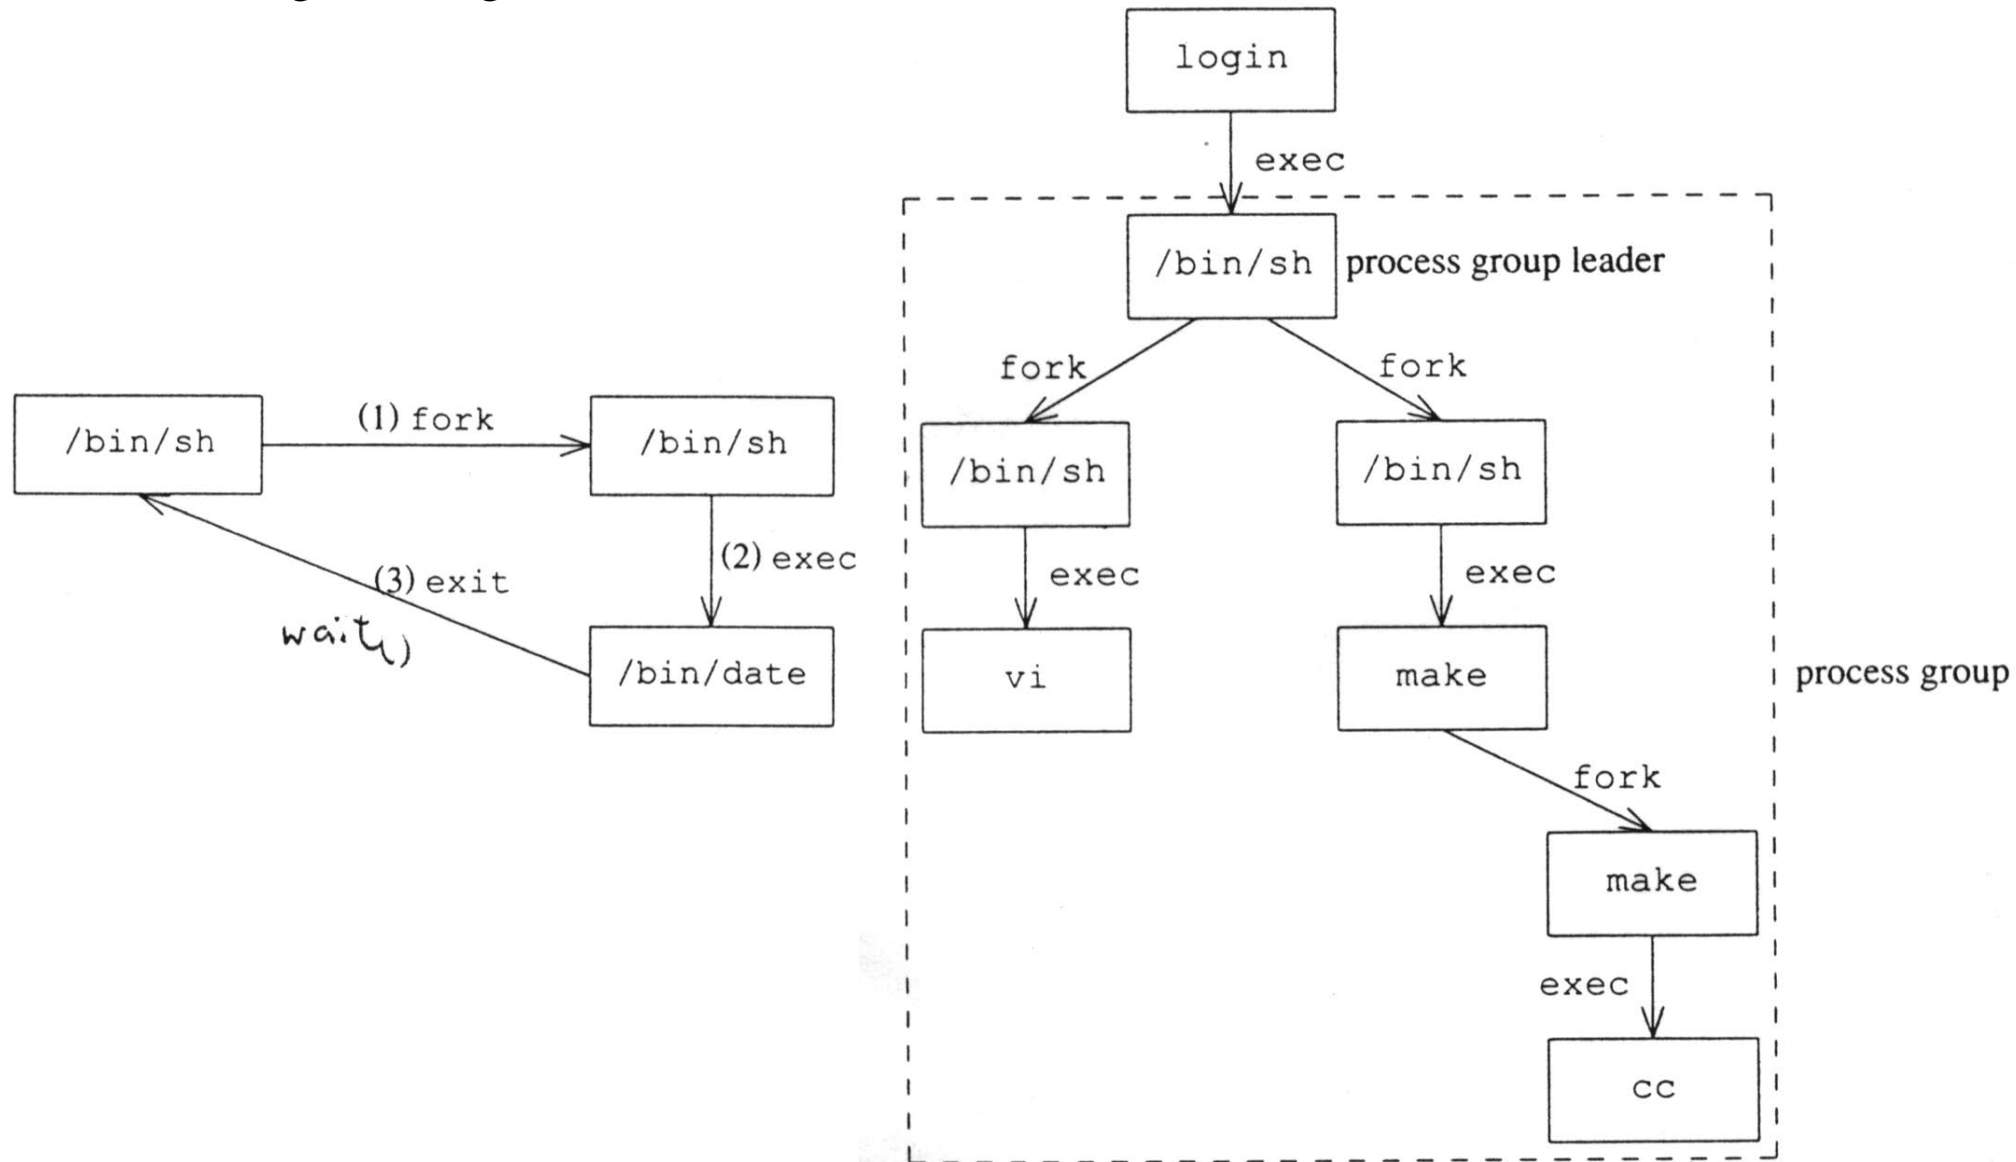 /bin/sh
(1) fork
/bin/sh
(2) exec
(3) exit
wait()
/bin/date
login
exec
/bin/sh
process group leader
fork
fork
/bin/sh
/bin/sh
exec
exec
vi
make
process group
fork
make
exec
cc